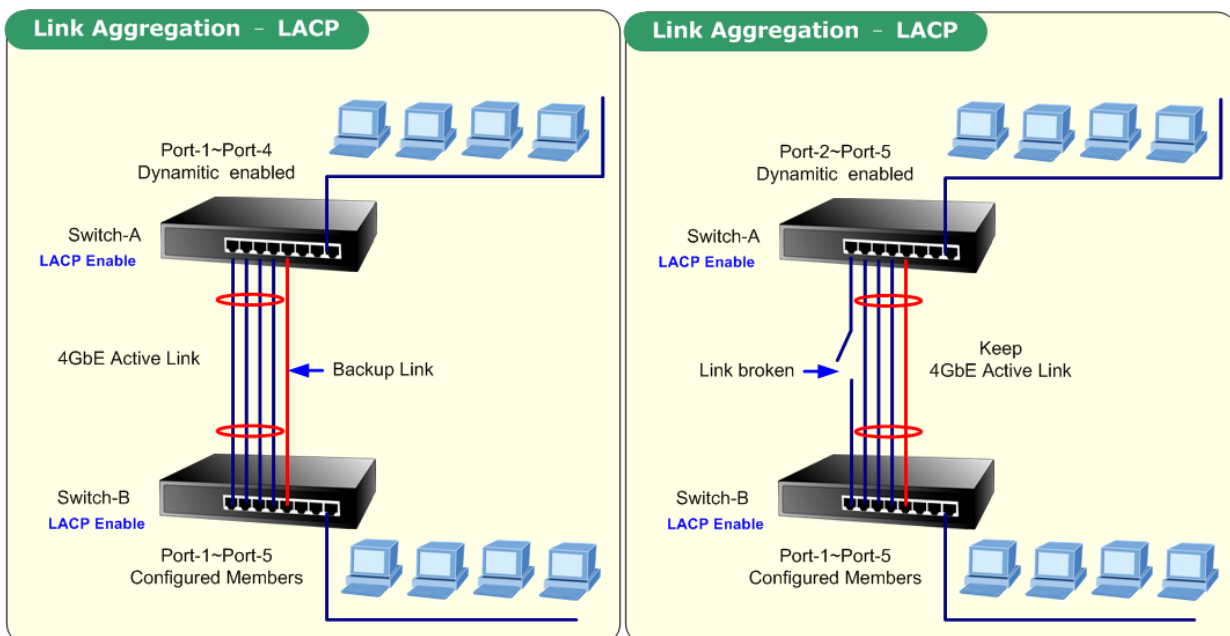 Link Aggregation – LACP
Port-1~Port-4
Dynamitic enabled
Switch-A
LACP Enable
4GbE Active Link
Backup Link
Switch-B
LACP Enable
Port-1~Port-5
Configured Members
Link Aggregation – LACP
Port-2~Port-5
Dynamitic enabled
Switch-A
LACP Enable
Link broken
Keep
4GbE Active Link
Switch-B
LACP Enable
Port-1~Port-5
Configured Members